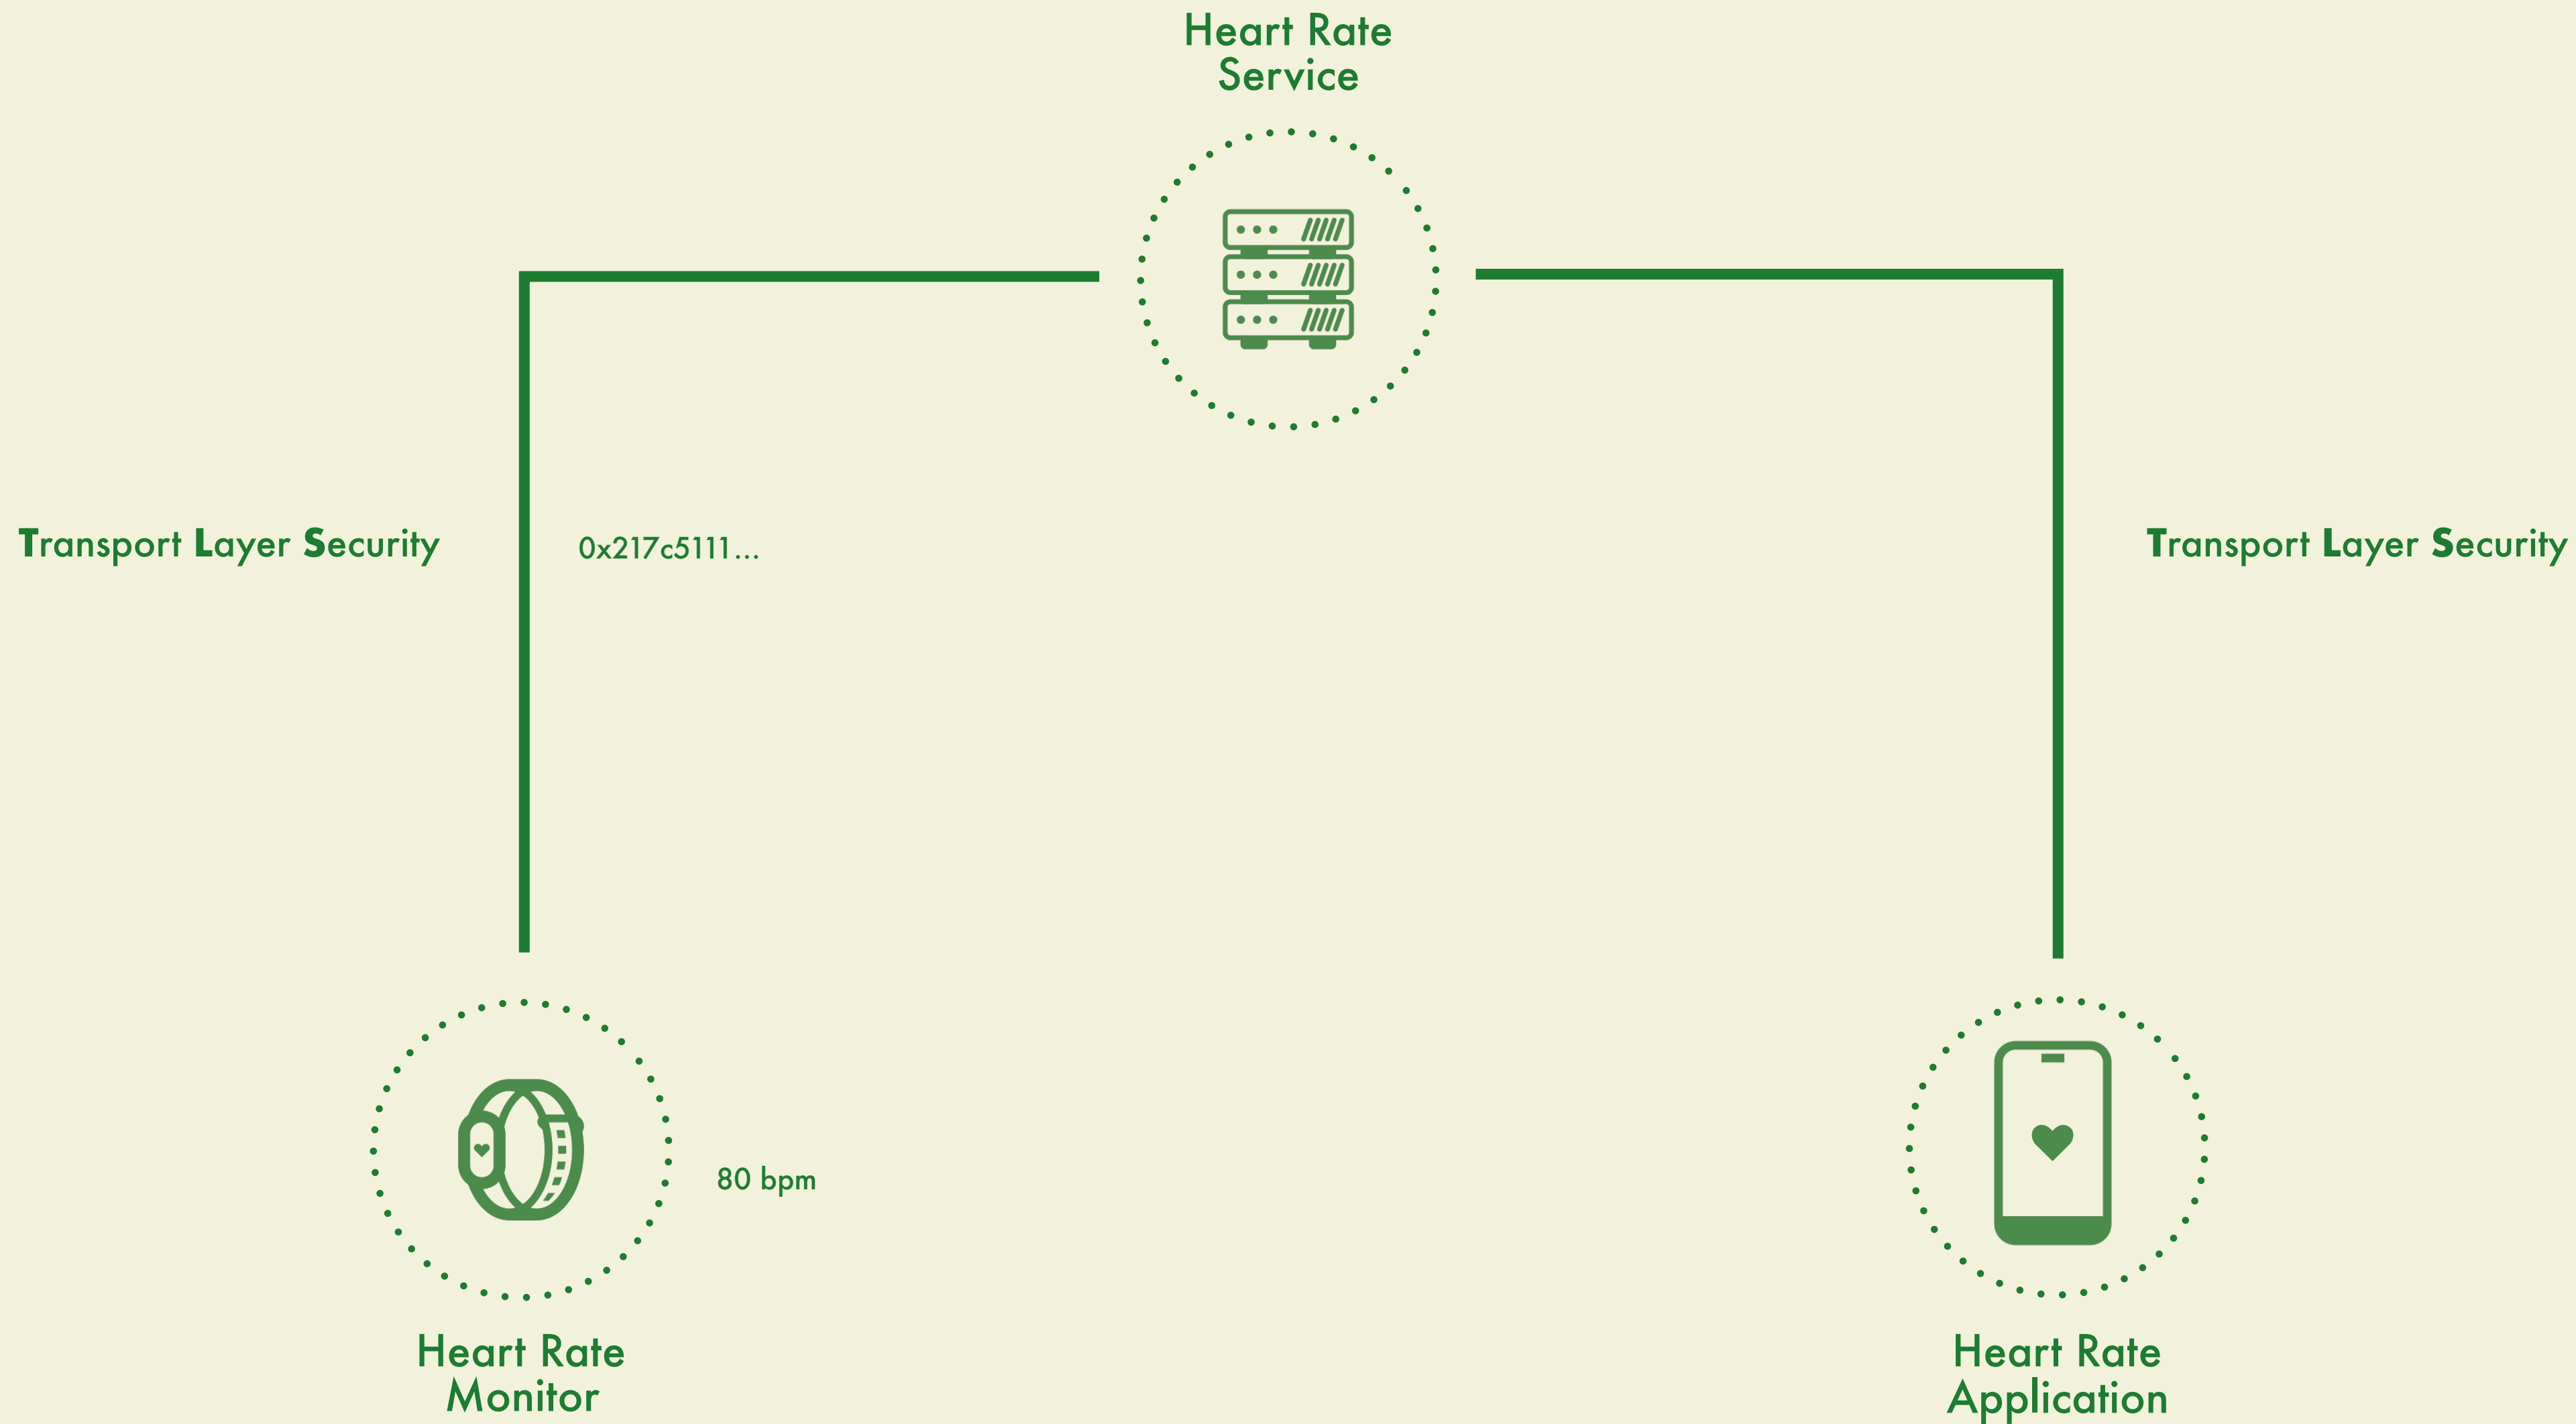 Heart Rate
Service
Transport Layer Security
0x217c5111...
Transport Layer Security
80 bpm
Heart Rate
Monitor
Heart Rate
Application